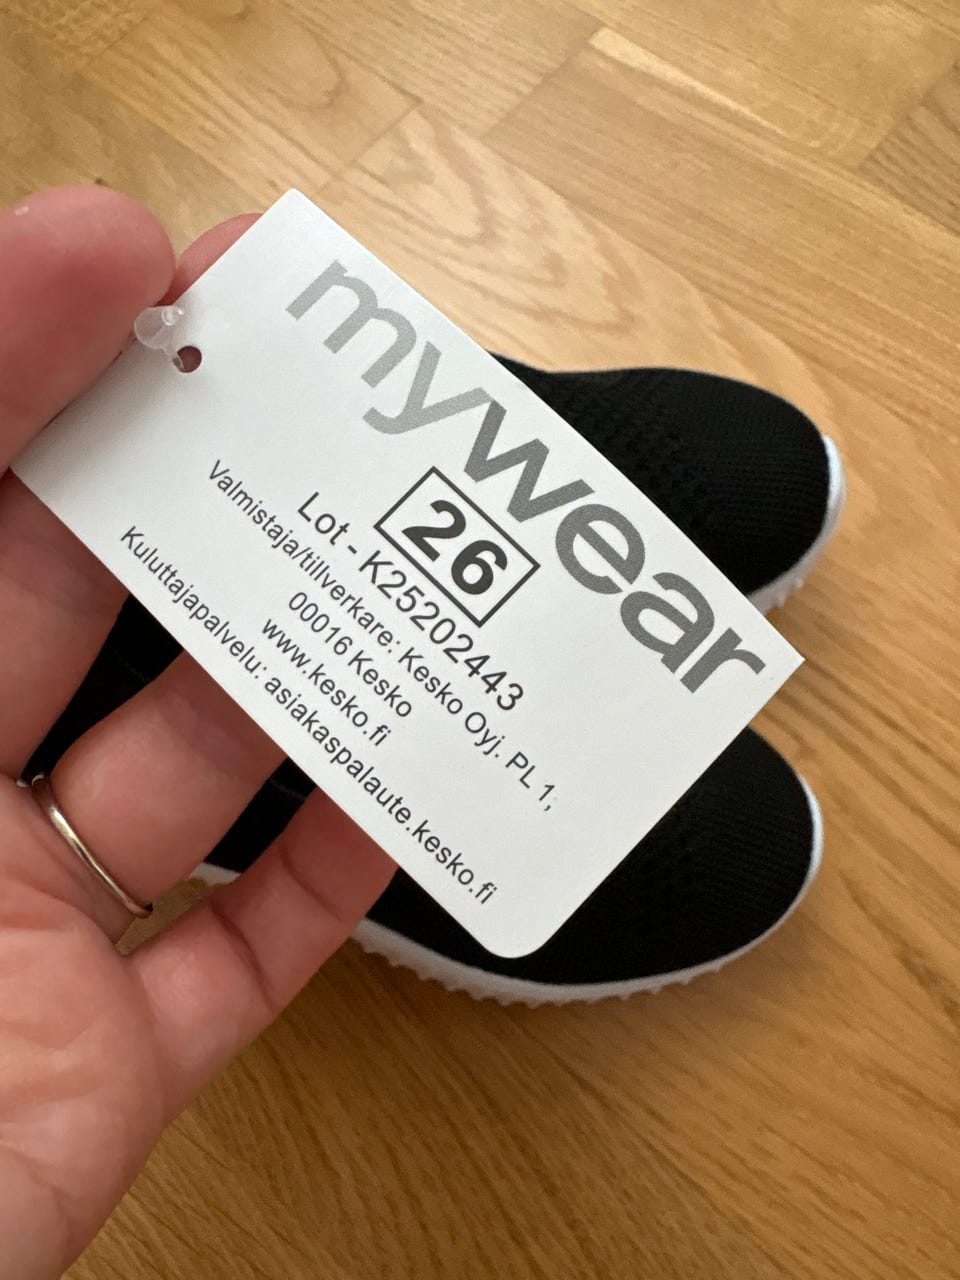 mywear
26
Lot - K25202443
Valmistaja/tillverkare: Kesko Oyj. PL 1,
00016 Kesko
www.kesko.fi
Kuluttajapalvelu: asiakaspalaute.kesko.fi